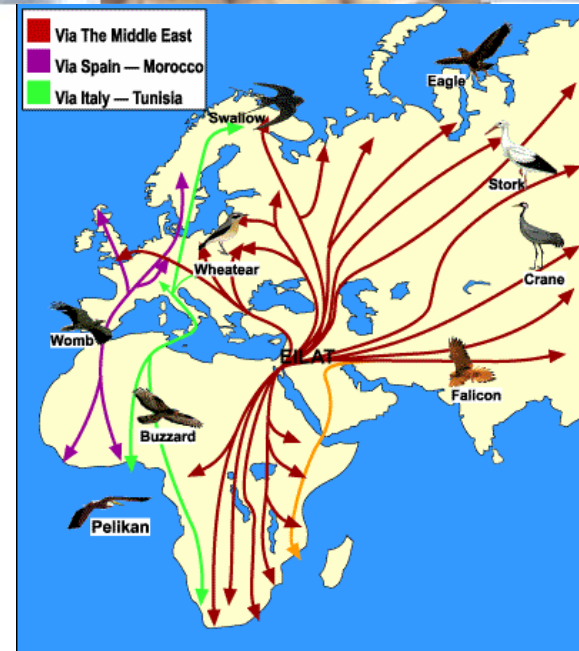 Via The Middle East
Via Spain — Morocco
Via Italy — Tunisia
Eagle
Swallow
Stork
Wheatear
Crane
Womb
EILAT
Falicon
Buzzard
Pelikan